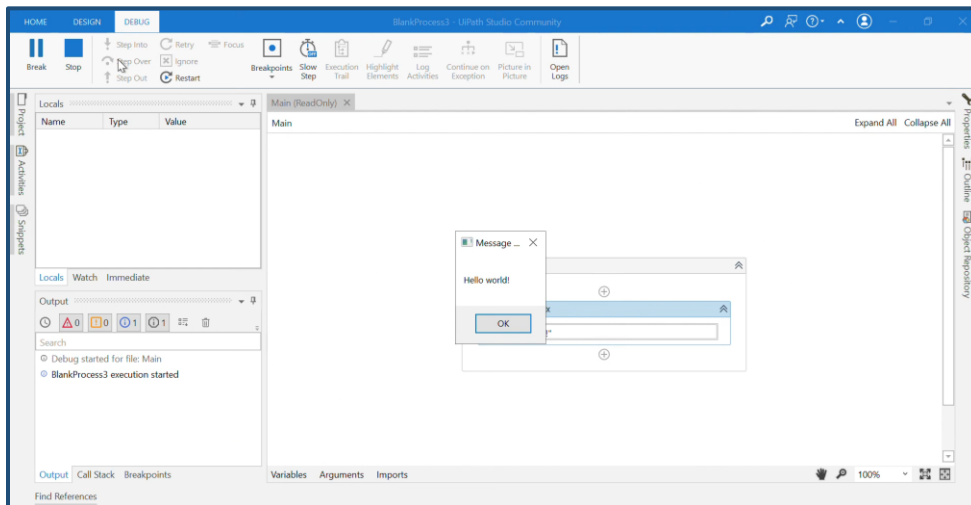 HOME DESIGN DEBUG BlankProcess3 - UiPath Studio Community
Break Stop Step Into Step Over Step Out Retry Ignore Restart Focus Breakpoints Slow Step Execution Trail Highlight Elements Log Activities Continue on Exception Picture in Picture Open Logs
Project
Activities
Snippets
Locals
Name Type Value
Locals Watch Immediate
Output
0 0 1 1
Search
Debug started for file: Main
BlankProcess3 execution started
Output Call Stack Breakpoints
Find References
Main (ReadOnly)
Main Expand All Collapse All
Message ...
Hello world!
OK
x
"
Variables Arguments Imports 100%
Properties
Outline
Object Repository